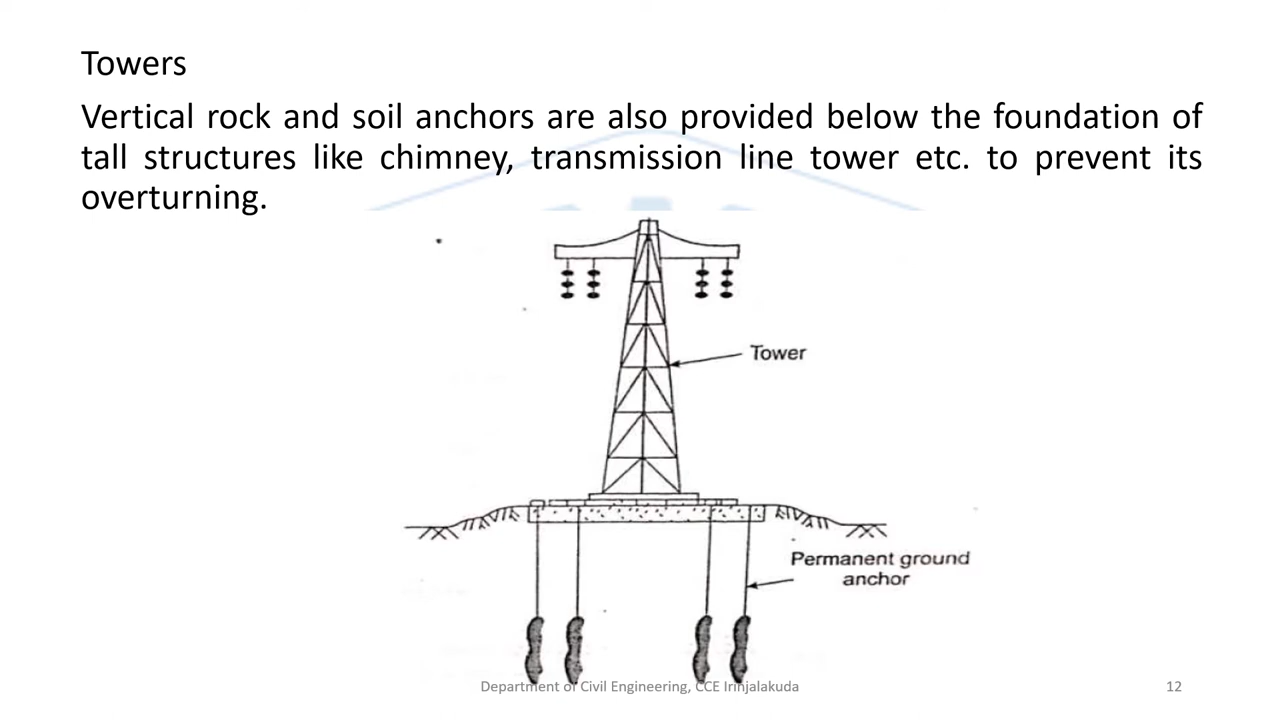 Towers
Vertical rock and soil anchors are also provided below the foundation of
tall structures like chimney, transmission line tower etc. to prevent its
overturning.
Tower
Permanent ground
anchor
Department of Civil Engineering, CCE Irinjalakuda
12